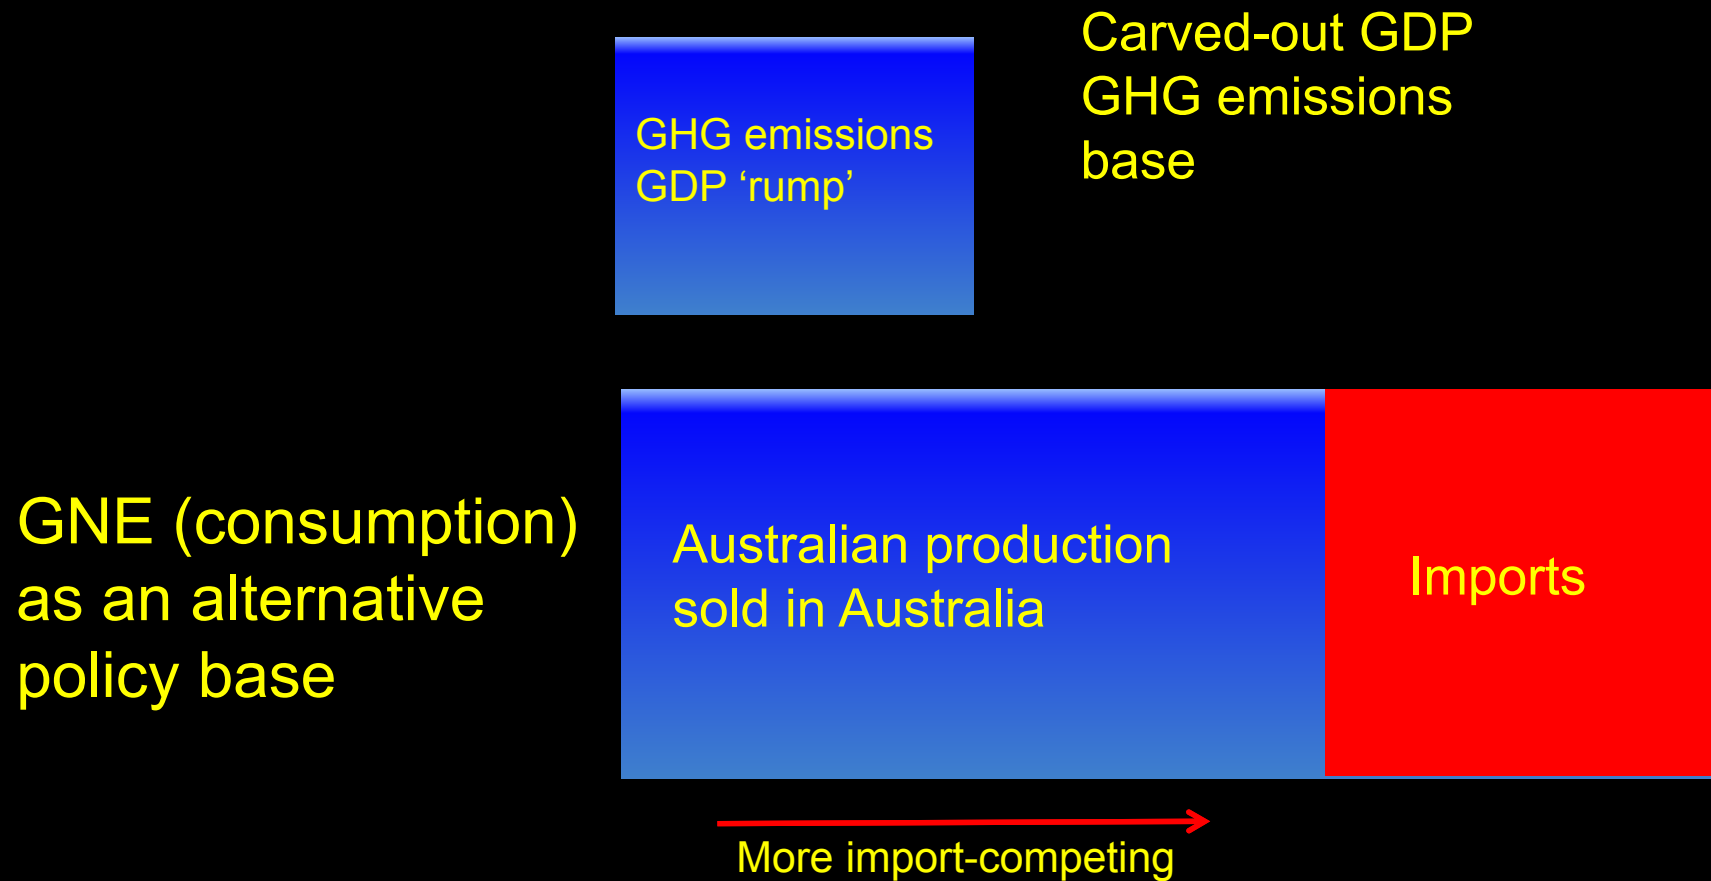 Carved-out GDP
GHG emissions
base
GHG emissions
GDP ‘rump’
GNE (consumption)
as an alternative
policy base
Australian production
sold in Australia
Imports
More import-competing